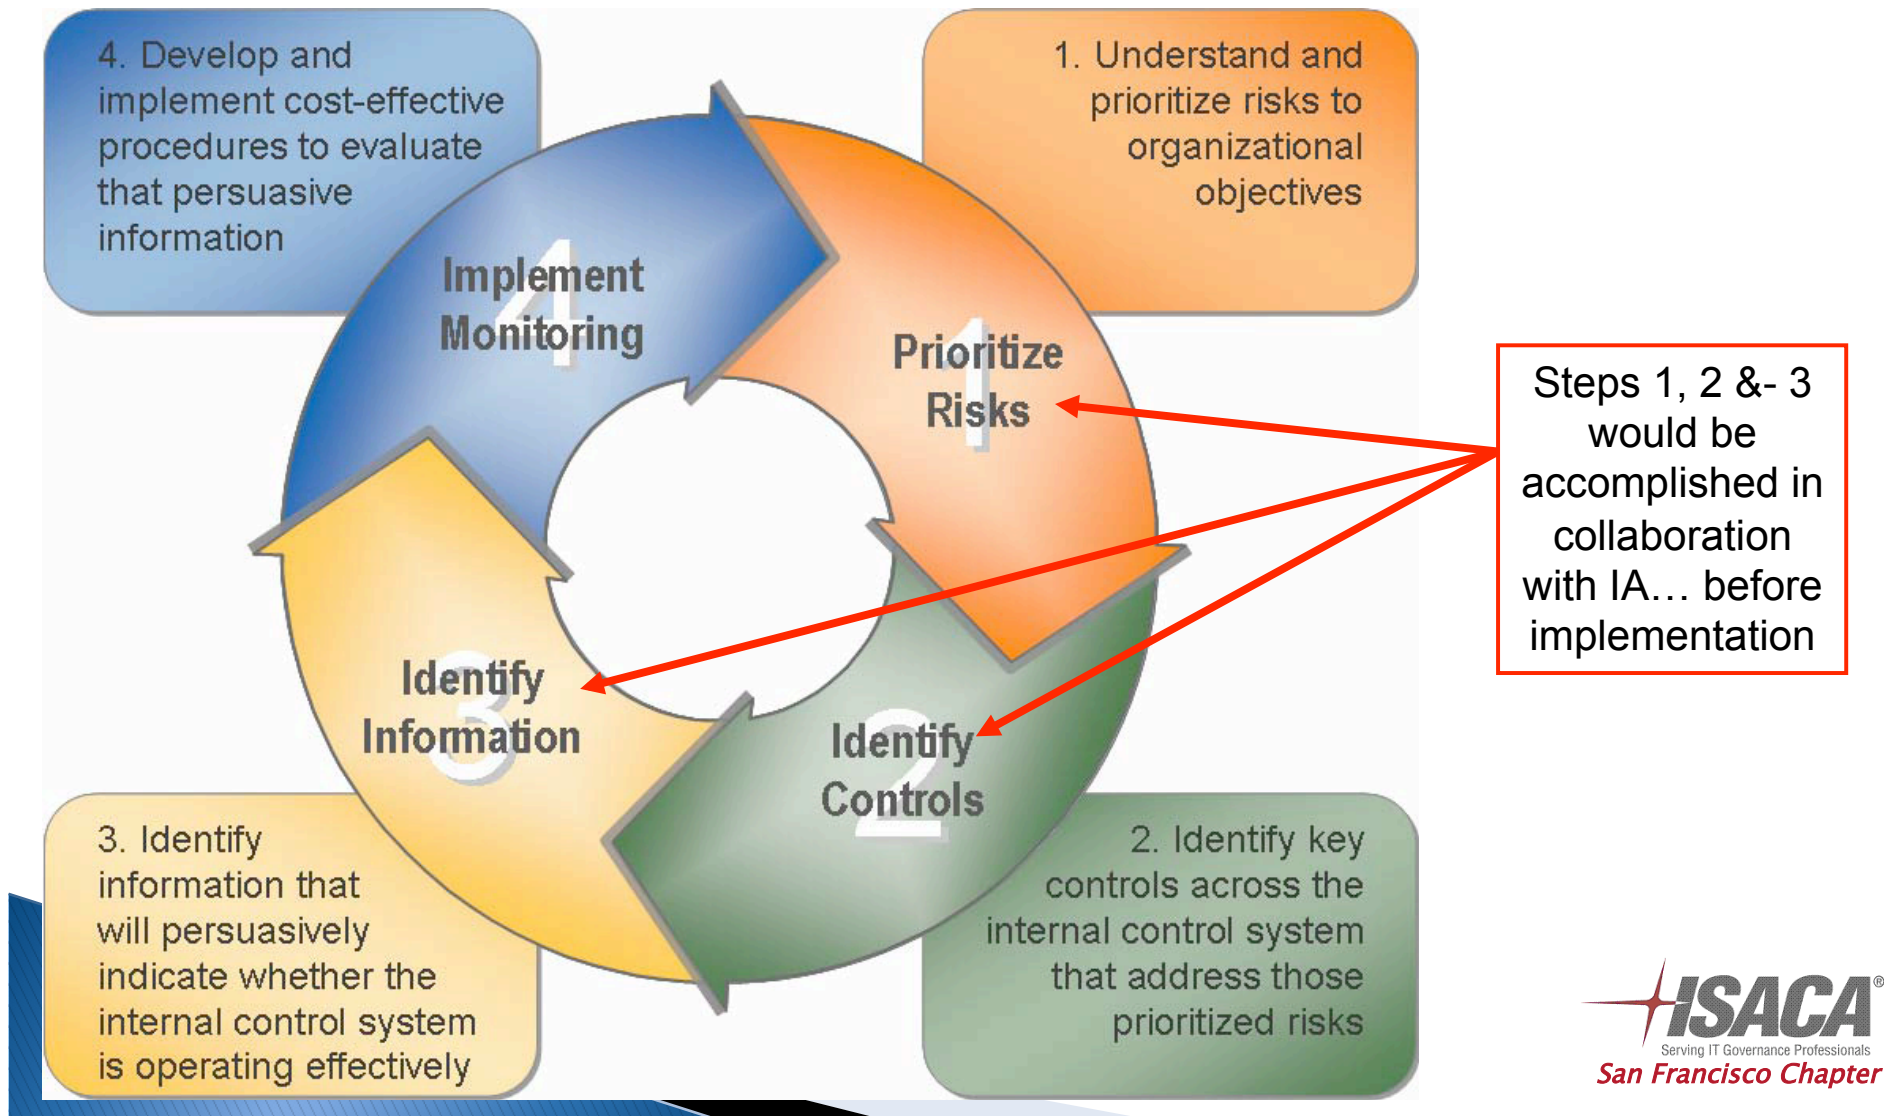 4. Develop and
implement cost-effective
procedures to evaluate
that persuasive
information
1. Understand and
prioritize risks to
organizational
objectives
4
Implement
Monitoring
1
Prioritize
Risks
Steps 1, 2 &- 3
would be
accomplished in
collaboration
with IA… before
implementation
3
Identify
Information
2
Identify
Controls
3. Identify
information that
will persuasively
indicate whether the
internal control system
is operating effectively
2. Identify key
controls across the
internal control system
that address those
prioritized risks
ISACA®
Serving IT Governance Professionals
San Francisco Chapter